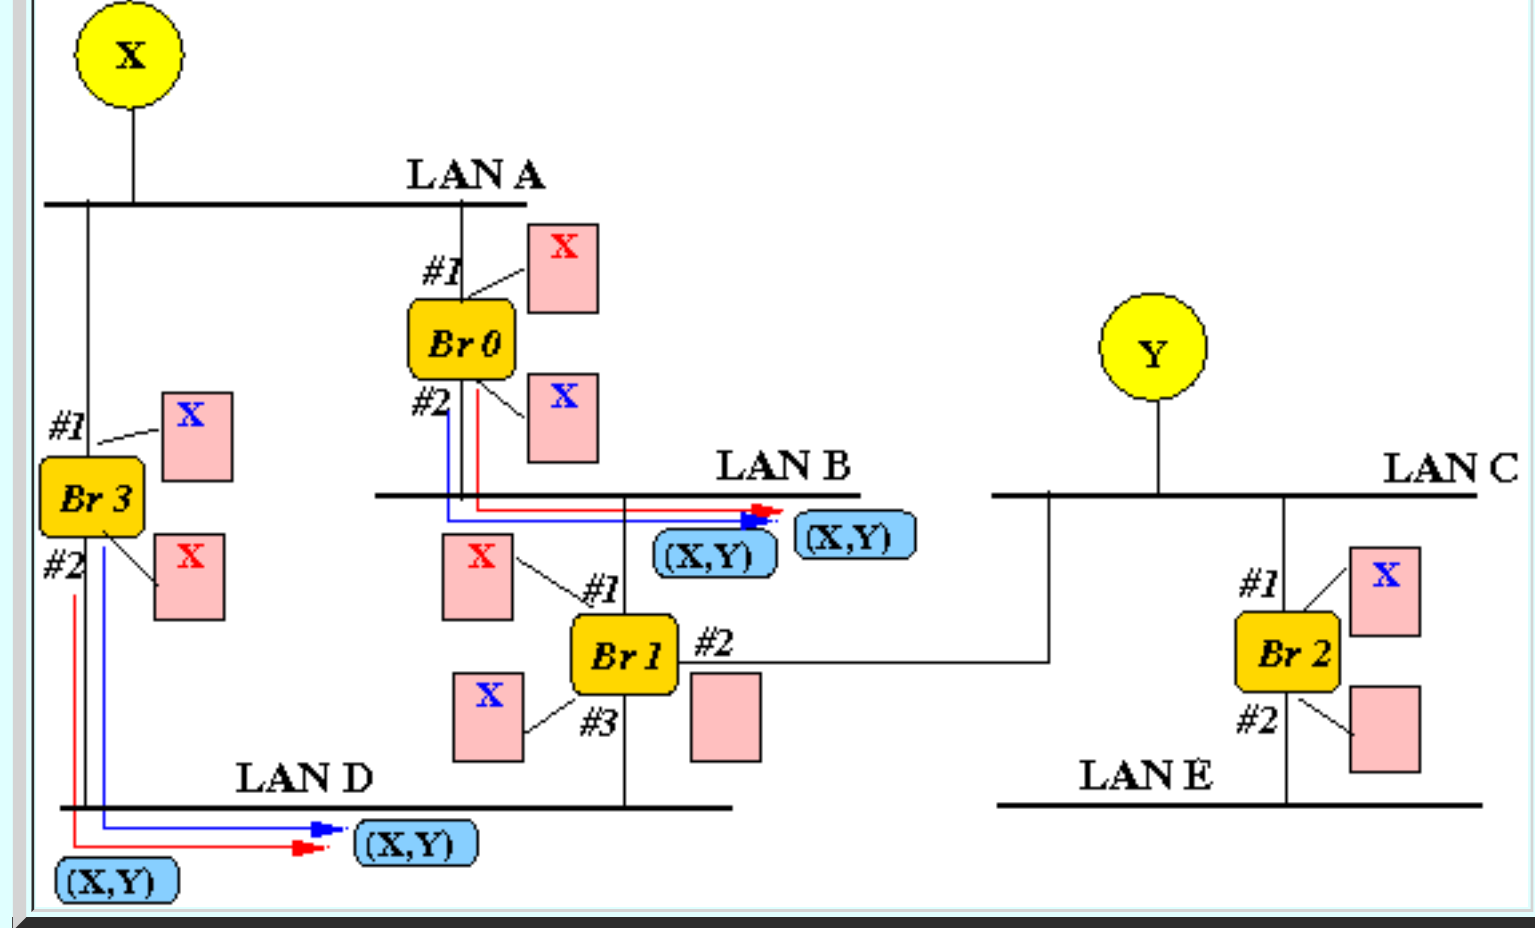 X
LAN A
X
#1
Br 0
Y
#2
X
X
#1
LAN B
LAN C
Br 3
(X,Y)
(X,Y)
X
#2
X
#1
#1
X
#2
Br 1
Br 2
X
#3
#2
LAN D
LAN E
(X,Y)
(X,Y)